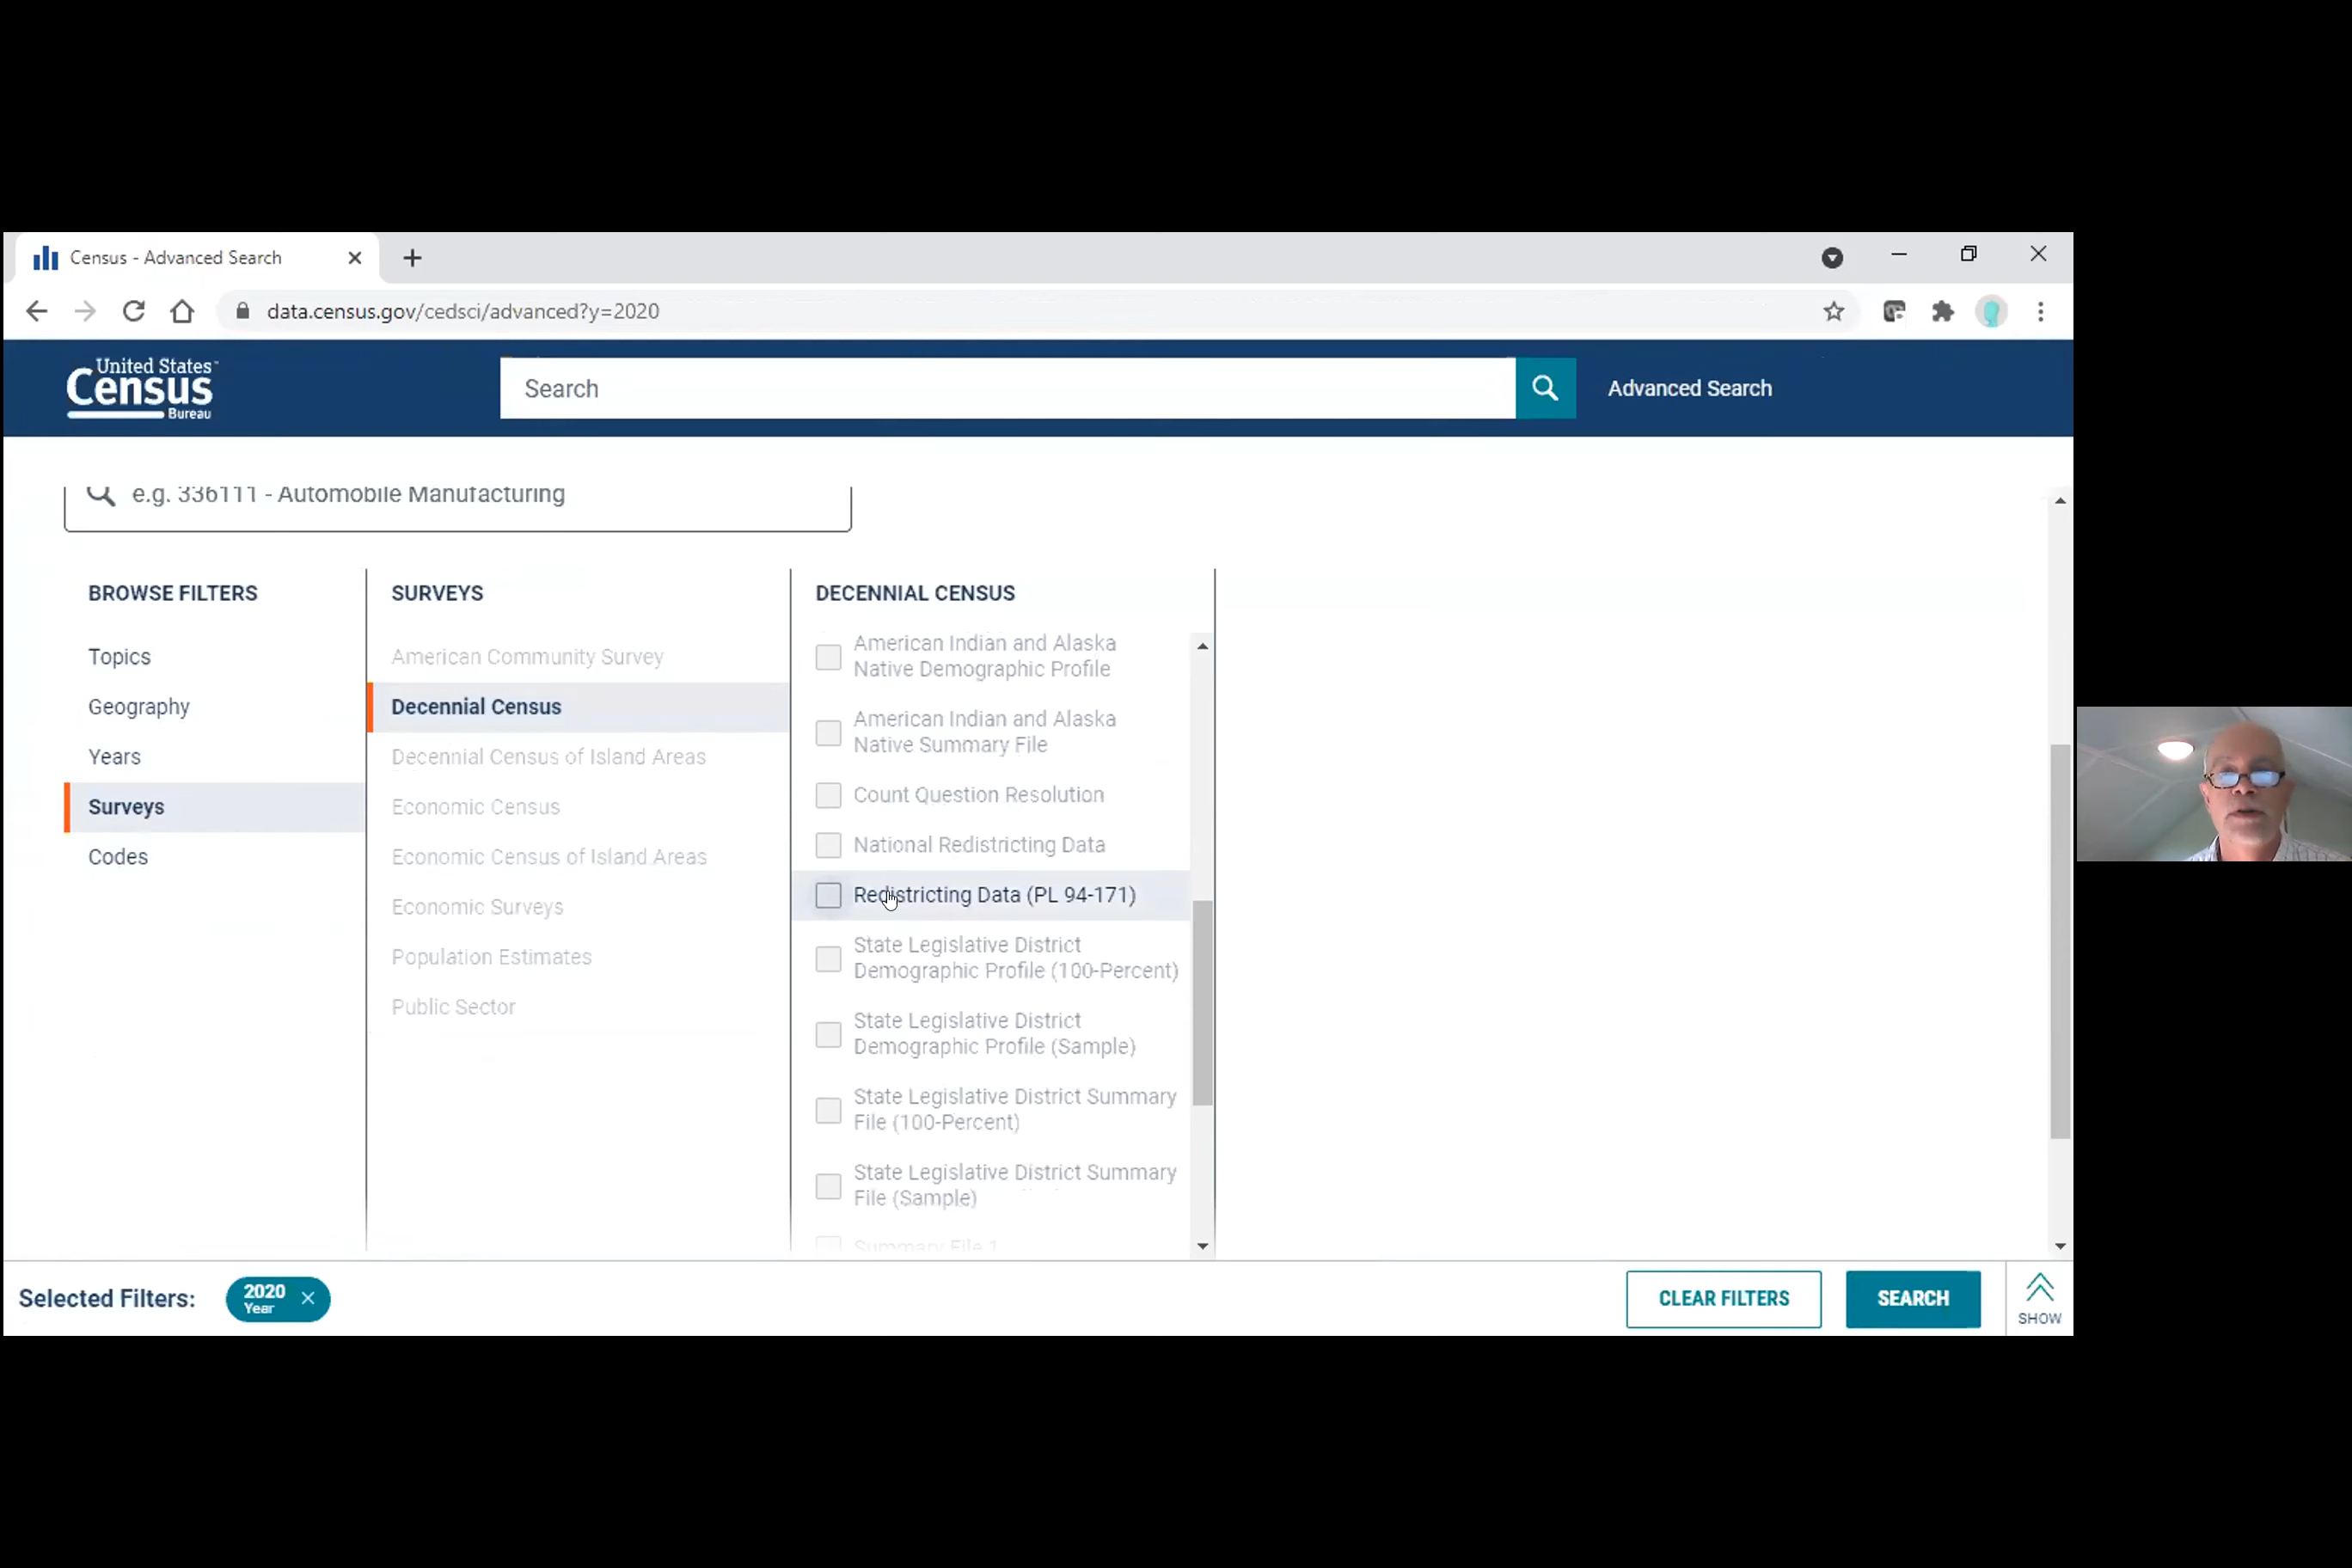 Census - Advanced Search
data.census.gov/cedsci/advanced?y=2020
United States™
Census
Bureau
Search
Advanced Search
e.g. 336111 - Automobile Manufacturing
BROWSE FILTERS
Topics
Geography
Years
Surveys
Codes
SURVEYS
American Community Survey
Decennial Census
Decennial Census of Island Areas
Economic Census
Economic Census of Island Areas
Economic Surveys
Population Estimates
Public Sector
DECENNIAL CENSUS
American Indian and Alaska
Native Demographic Profile
American Indian and Alaska
Native Summary File
Count Question Resolution
National Redistricting Data
Redistricting Data (PL 94-171)
State Legislative District
Demographic Profile (100-Percent)
State Legislative District
Demographic Profile (Sample)
State Legislative District Summary
File (100-Percent)
State Legislative District Summary
File (Sample)
Summary File 1
Selected Filters:
2020
Year
CLEAR FILTERS
SEARCH
SHOW